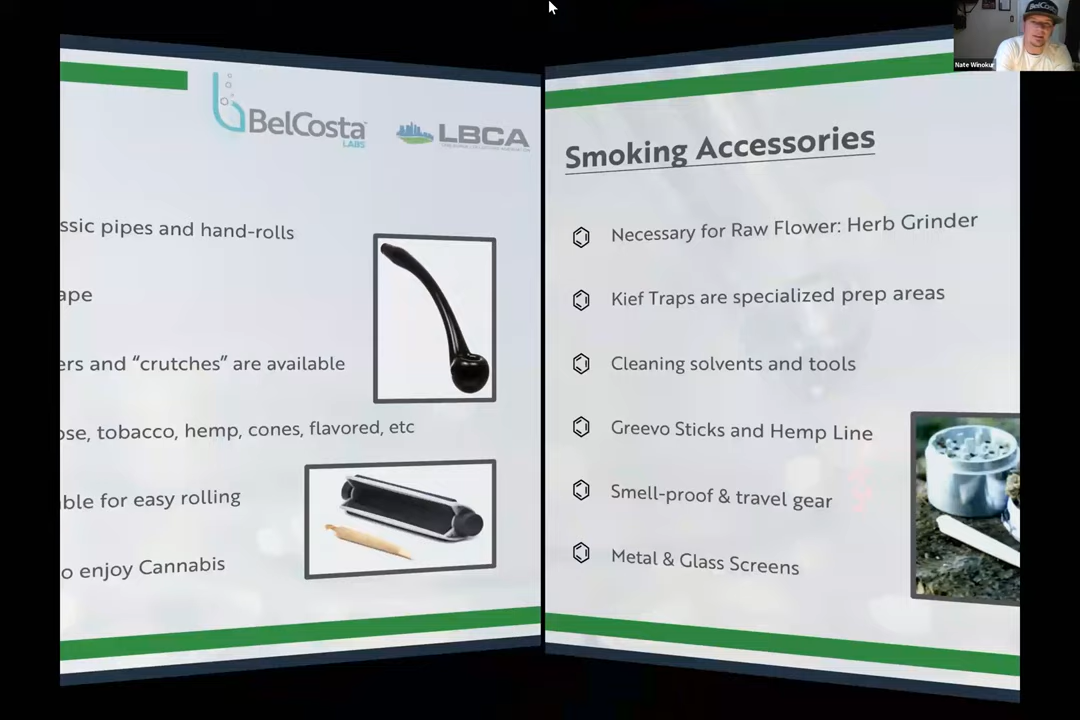 BelCosta
LABS
LBCA
ssic pipes and hand-rolls
ape
ers and “crutches” are available
ose, tobacco, hemp, cones, flavored, etc
ble for easy rolling
o enjoy Cannabis
Smoking Accessories
Necessary for Raw Flower: Herb Grinder
Kief Traps are specialized prep areas
Cleaning solvents and tools
Greevo Sticks and Hemp Line
Smell-proof & travel gear
Metal & Glass Screens
BelCosta
Nate Winokur